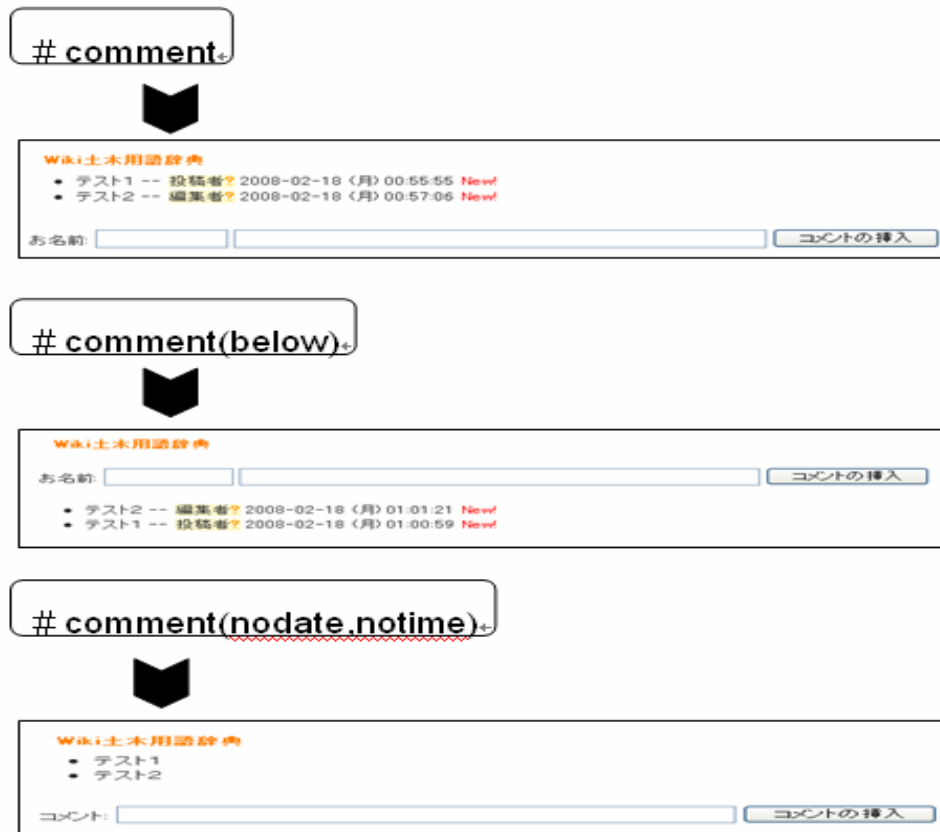 # comment
Wiki土木用語辞典
• テスト1 -- 投稿者? 2008-02-18 (月) 00:55:55 New!
• テスト2 -- 編集者? 2008-02-18 (月) 00:57:06 New!
お名前: コメントの挿入
# comment(below)
Wiki土木用語辞典
お名前: コメントの挿入
• テスト2 -- 編集者? 2008-02-18 (月) 01:01:21 New!
• テスト1 -- 投稿者? 2008-02-18 (月) 01:00:59 New!
# comment(nodate,notime)
Wiki土木用語辞典
• テスト1
• テスト2
コメント: コメントの挿入